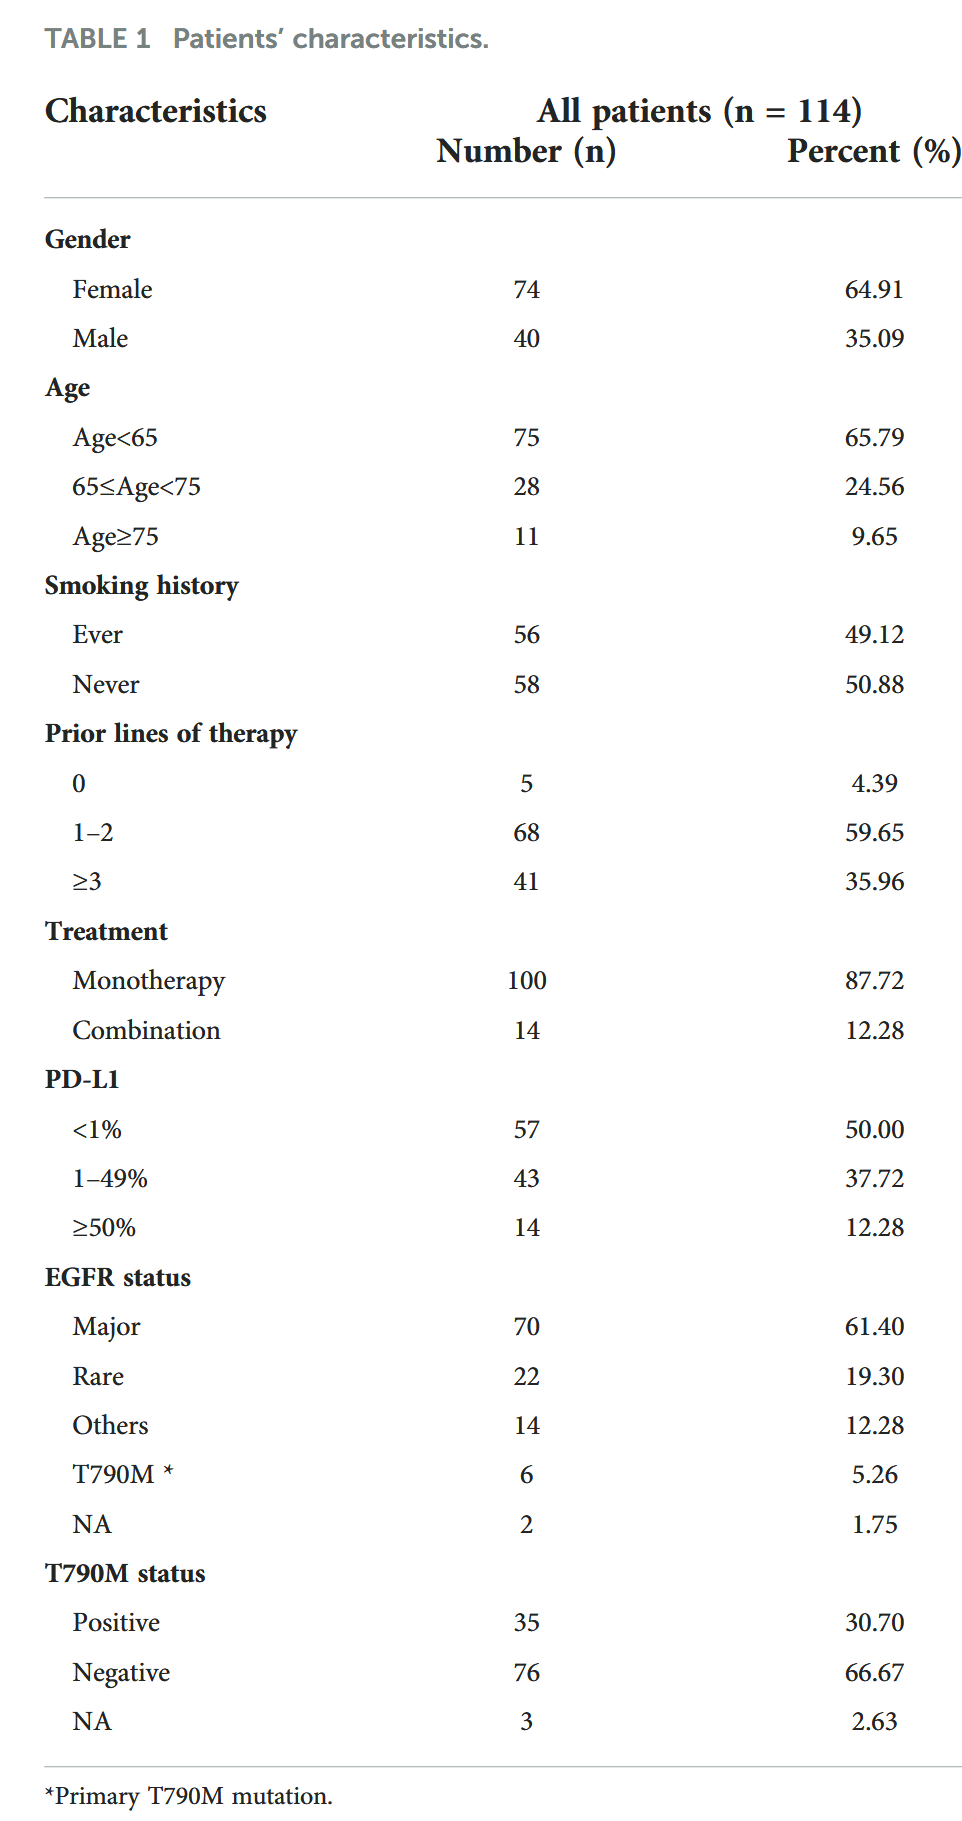 TABLE 1 Patients’ characteristics.
Characteristics All patients (n = 114)
Number (n) Percent (%)
Gender
Female 74 64.91
Male 40 35.09
Age
Age<65 75 65.79
65≤Age<75 28 24.56
Age≥75 11 9.65
Smoking history
Ever 56 49.12
Never 58 50.88
Prior lines of therapy
0 5 4.39
1–2 68 59.65
≥3 41 35.96
Treatment
Monotherapy 100 87.72
Combination 14 12.28
PD-L1
<1% 57 50.00
1–49% 43 37.72
≥50% 14 12.28
EGFR status
Major 70 61.40
Rare 22 19.30
Others 14 12.28
T790M * 6 5.26
NA 2 1.75
T790M status
Positive 35 30.70
Negative 76 66.67
NA 3 2.63
*Primary T790M mutation.